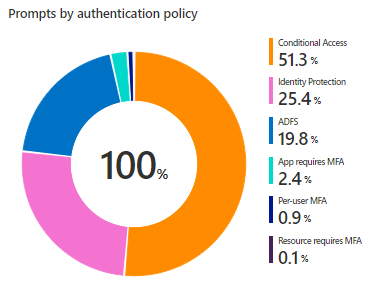 Prompts by authentication policy
100%
Conditional Access
51.3 %
Identity Protection
25.4 %
ADFS
19.8 %
App requires MFA
2.4 %
Per-user MFA
0.9 %
Resource requires MFA
0.1 %